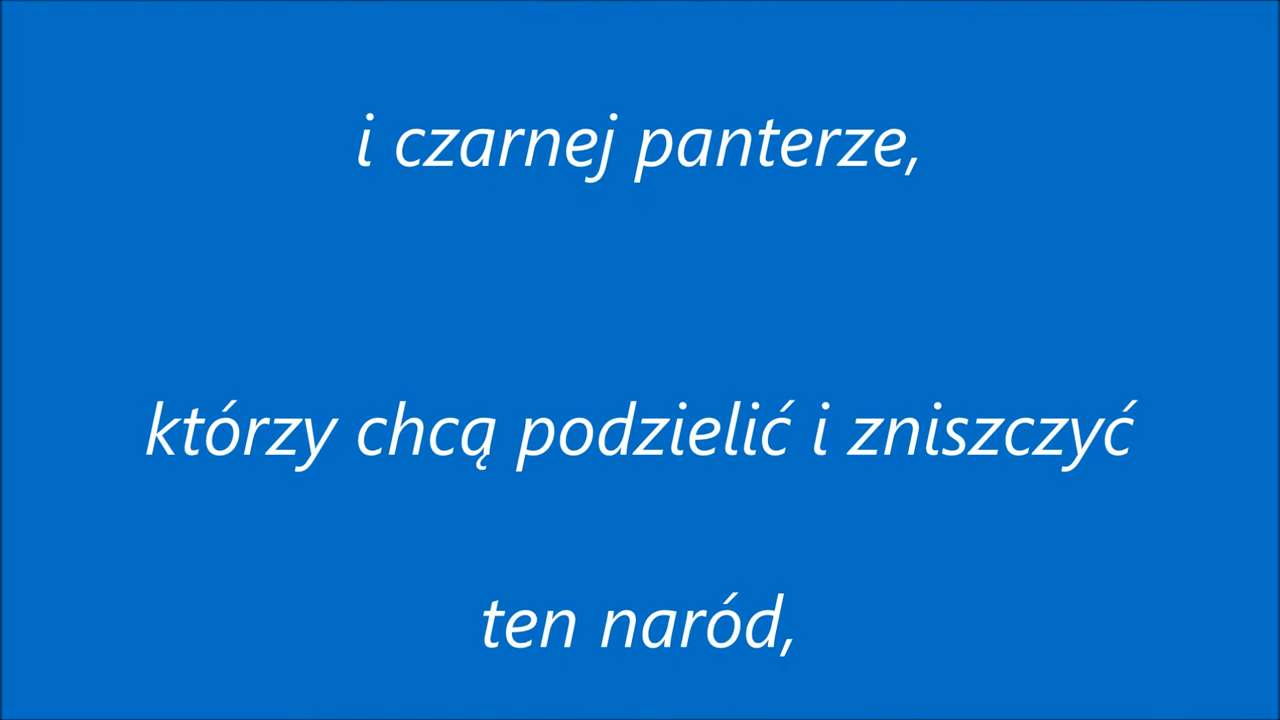 i czarnej panterze,
którzy chcą podzielić i zniszczyć
ten naród,